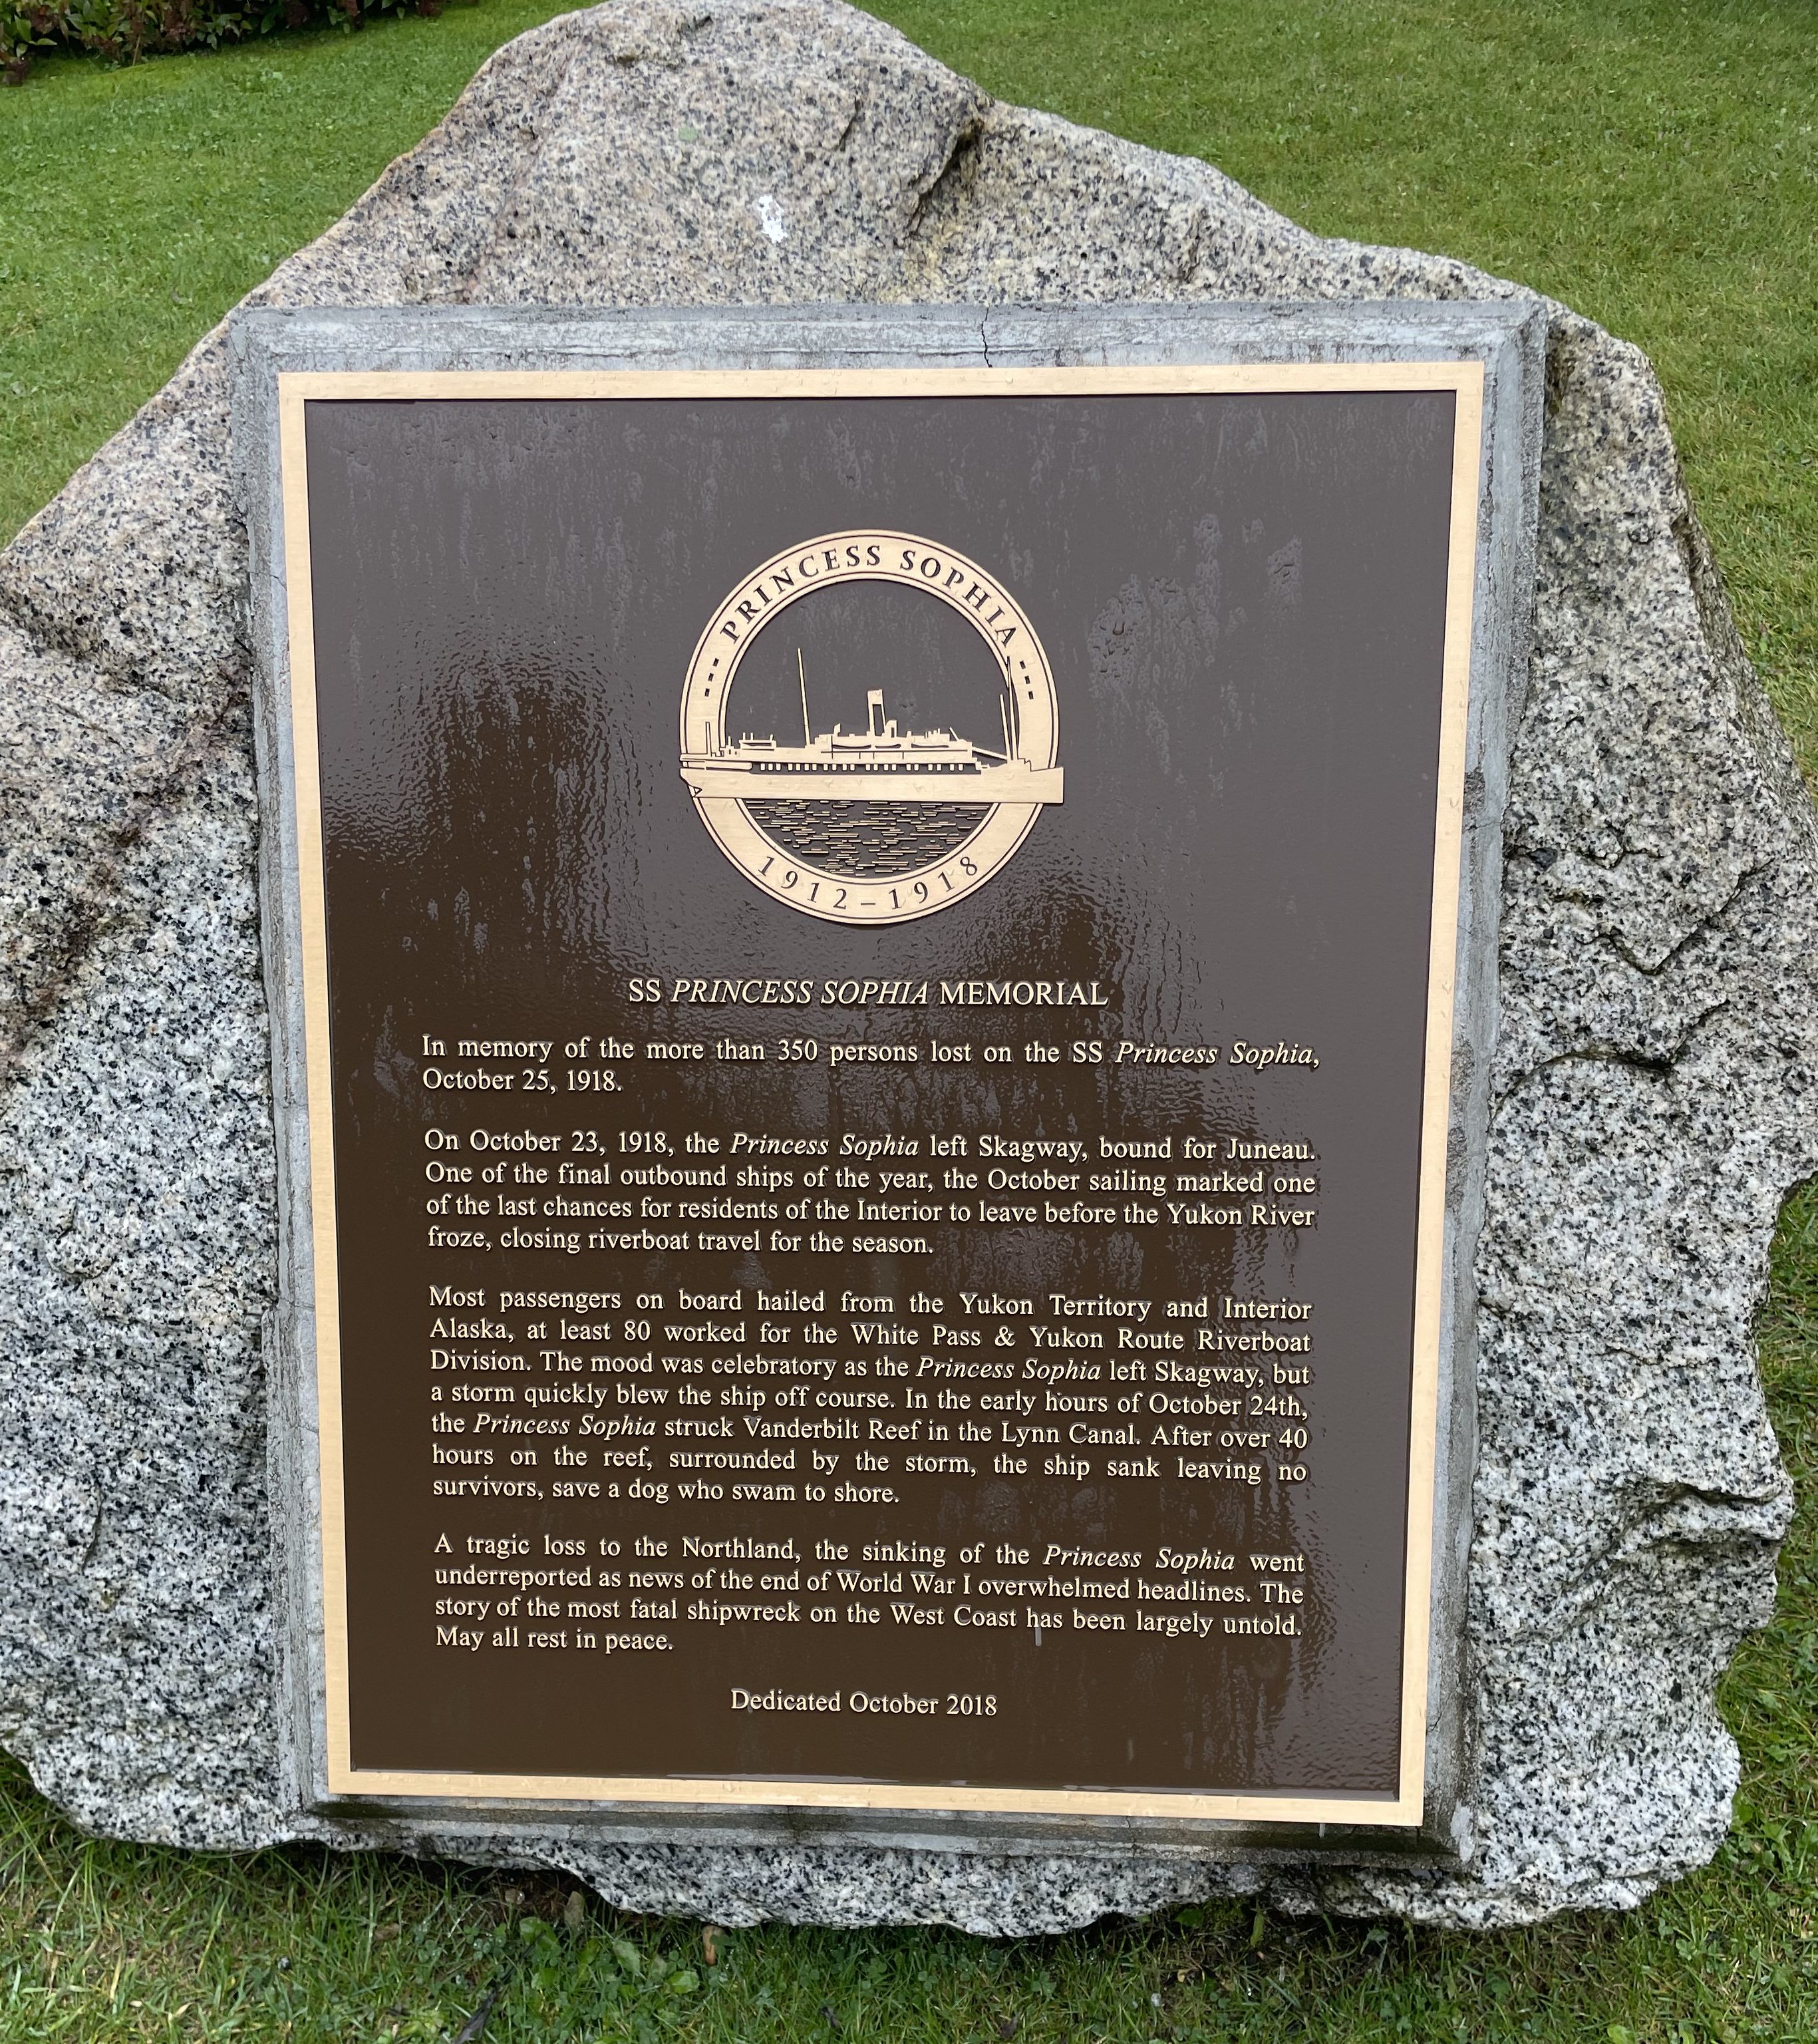 PRINCESS SOPHIA
1912 – 1918
SS PRINCESS SOPHIA MEMORIAL
In memory of the more than 350 persons lost on the SS Princess Sophia,
October 25, 1918.
On October 23, 1918, the Princess Sophia left Skagway, bound for Juneau.
One of the final outbound ships of the year, the October sailing marked one
of the last chances for residents of the Interior to leave before the Yukon River
froze, closing riverboat travel for the season.
Most passengers on board hailed from the Yukon Territory and Interior
Alaska, at least 80 worked for the White Pass & Yukon Route Riverboat
Division. The mood was celebratory as the Princess Sophia left Skagway, but
a storm quickly blew the ship off course. In the early hours of October 24th,
the Princess Sophia struck Vanderbilt Reef in the Lynn Canal. After over 40
hours on the reef, surrounded by the storm, the ship sank leaving no
survivors, save a dog who swam to shore.
A tragic loss to the Northland, the sinking of the Princess Sophia went
underreported as news of the end of World War I overwhelmed headlines. The
story of the most fatal shipwreck on the West Coast has been largely untold.
May all rest in peace.
Dedicated October 2018